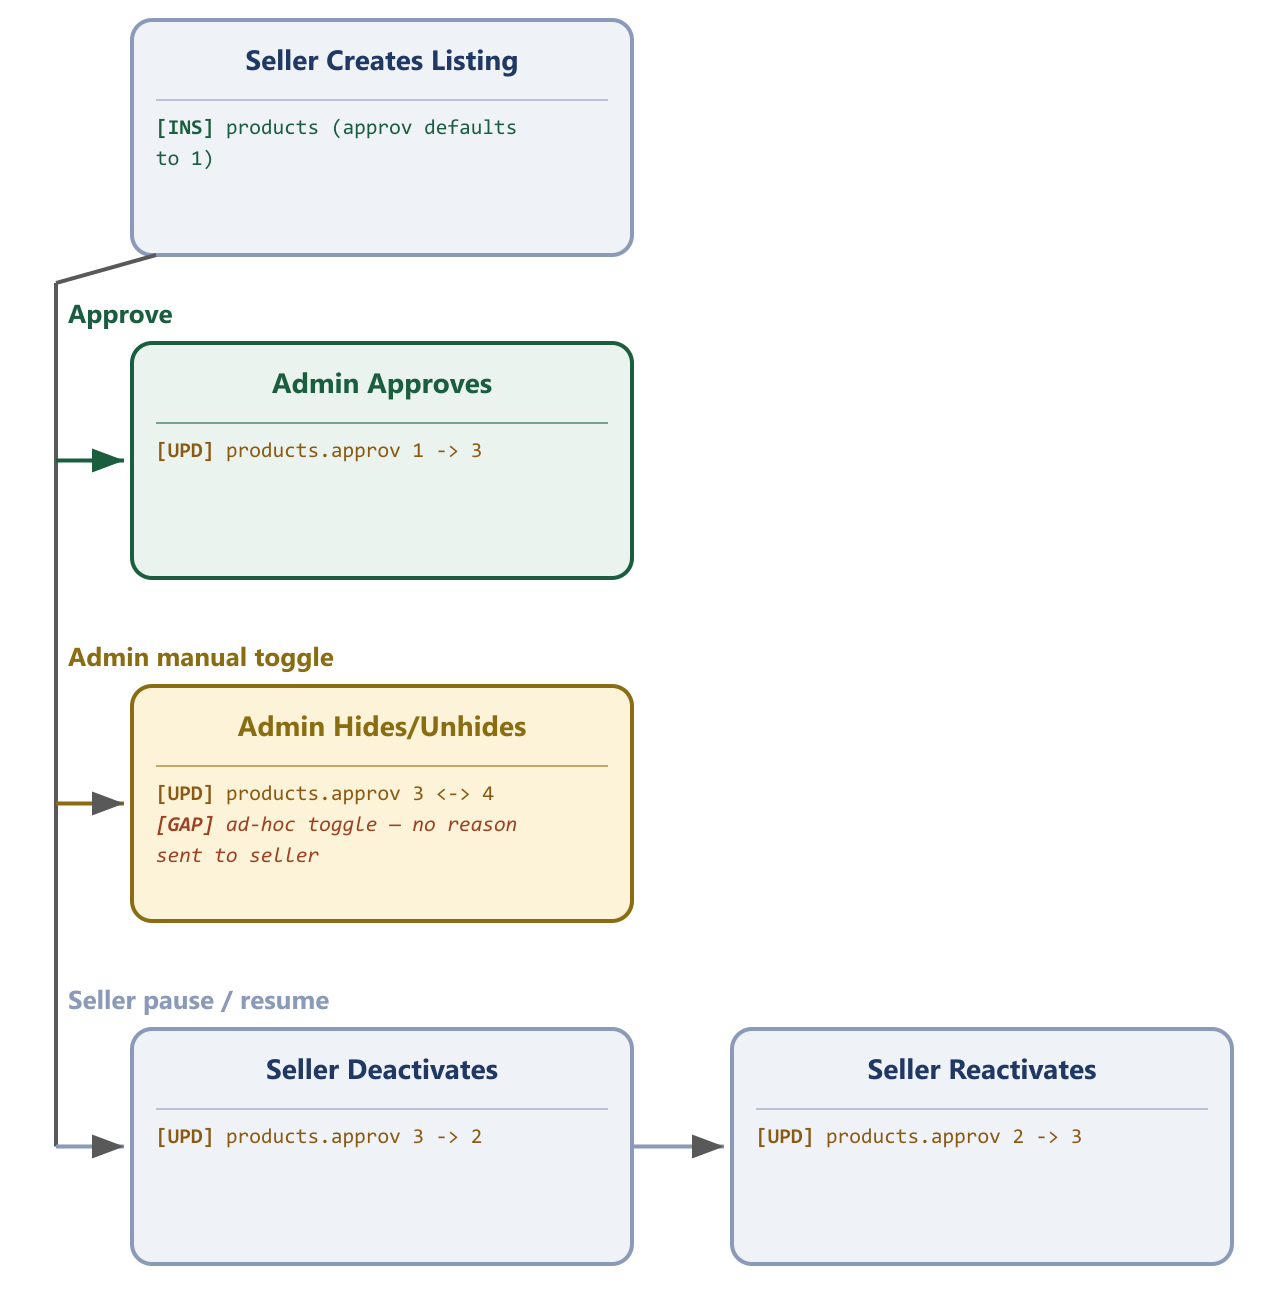 Seller Creates Listing
[INS] products (approv defaults
to 1)
Approve
Admin Approves
[UPD] products.approv 1 -> 3
Admin manual toggle
Admin Hides/Unhides
[UPD] products.approv 3 <-> 4
[GAP] ad-hoc toggle — no reason
sent to seller
Seller pause / resume
Seller Deactivates
[UPD] products.approv 3 -> 2
Seller Reactivates
[UPD] products.approv 2 -> 3